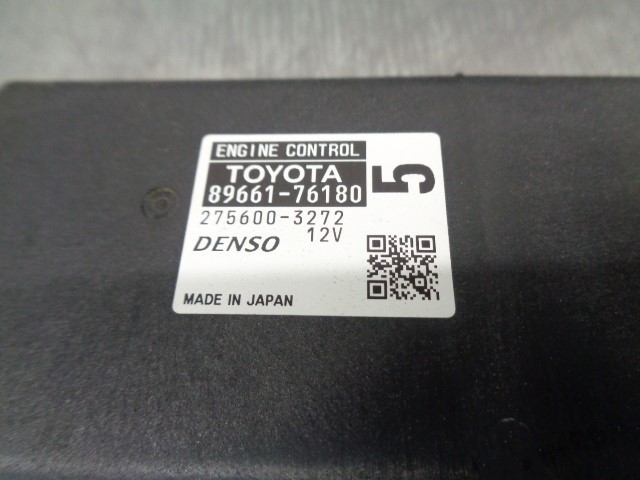 ENGINE CONTROL
TOYOTA
89661-76180
5
275600-3272
DENSO 12V
MADE IN JAPAN